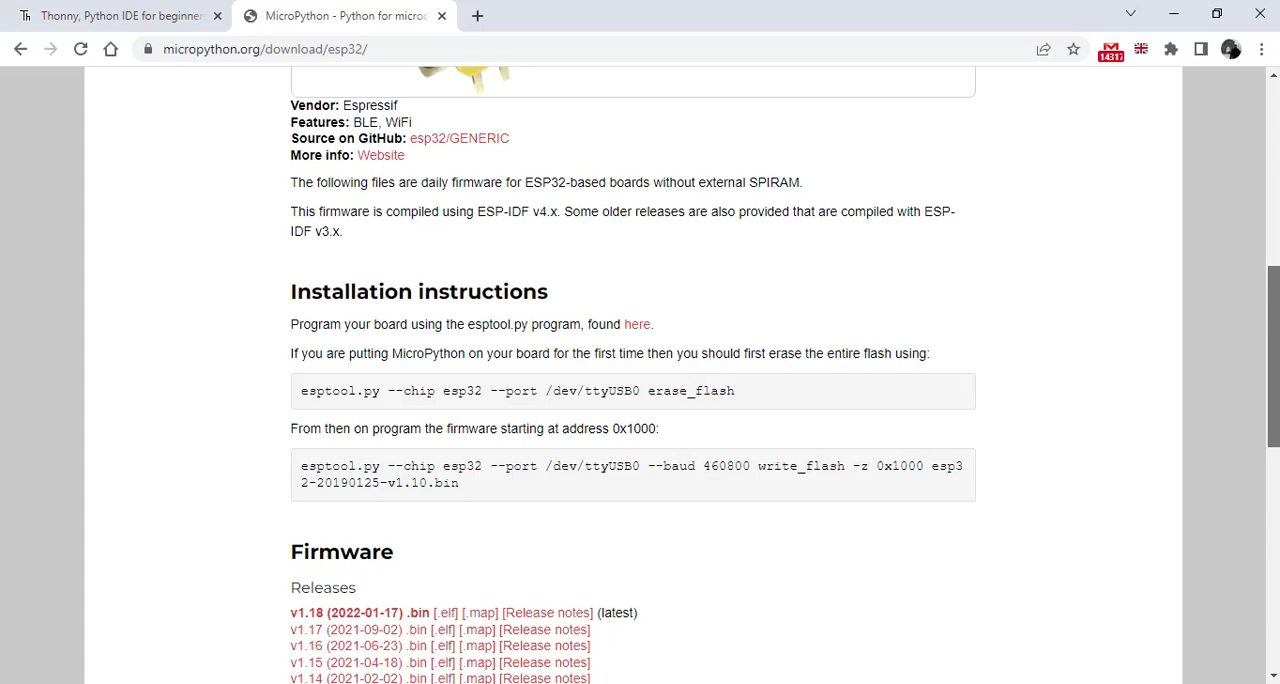 Thonny, Python IDE for beginner
MicroPython - Python for microc
micropython.org/download/esp32/
14317
Vendor: Espressif
Features: BLE, WiFi
Source on GitHub: esp32/GENERIC
More info: Website
The following files are daily firmware for ESP32-based boards without external SPIRAM.
This firmware is compiled using ESP-IDF v4.x. Some older releases are also provided that are compiled with ESP-
IDF v3.x.
Installation instructions
Program your board using the esptool.py program, found here.
If you are putting MicroPython on your board for the first time then you should first erase the entire flash using:
esptool.py --chip esp32 --port /dev/ttyUSB0 erase_flash
From then on program the firmware starting at address 0x1000:
esptool.py --chip esp32 --port /dev/ttyUSB0 --baud 460800 write_flash -z 0x1000 esp3
2-20190125-v1.10.bin
Firmware
Releases
v1.18 (2022-01-17) .bin [.elf] [.map] [Release notes] (latest)
v1.17 (2021-09-02) .bin [.elf] [.map] [Release notes]
v1.16 (2021-06-23) .bin [.elf] [.map] [Release notes]
v1.15 (2021-04-18) .bin [.elf] [.map] [Release notes]
v1.14 (2021-02-02) .bin [.elf] [.map] [Release notes]